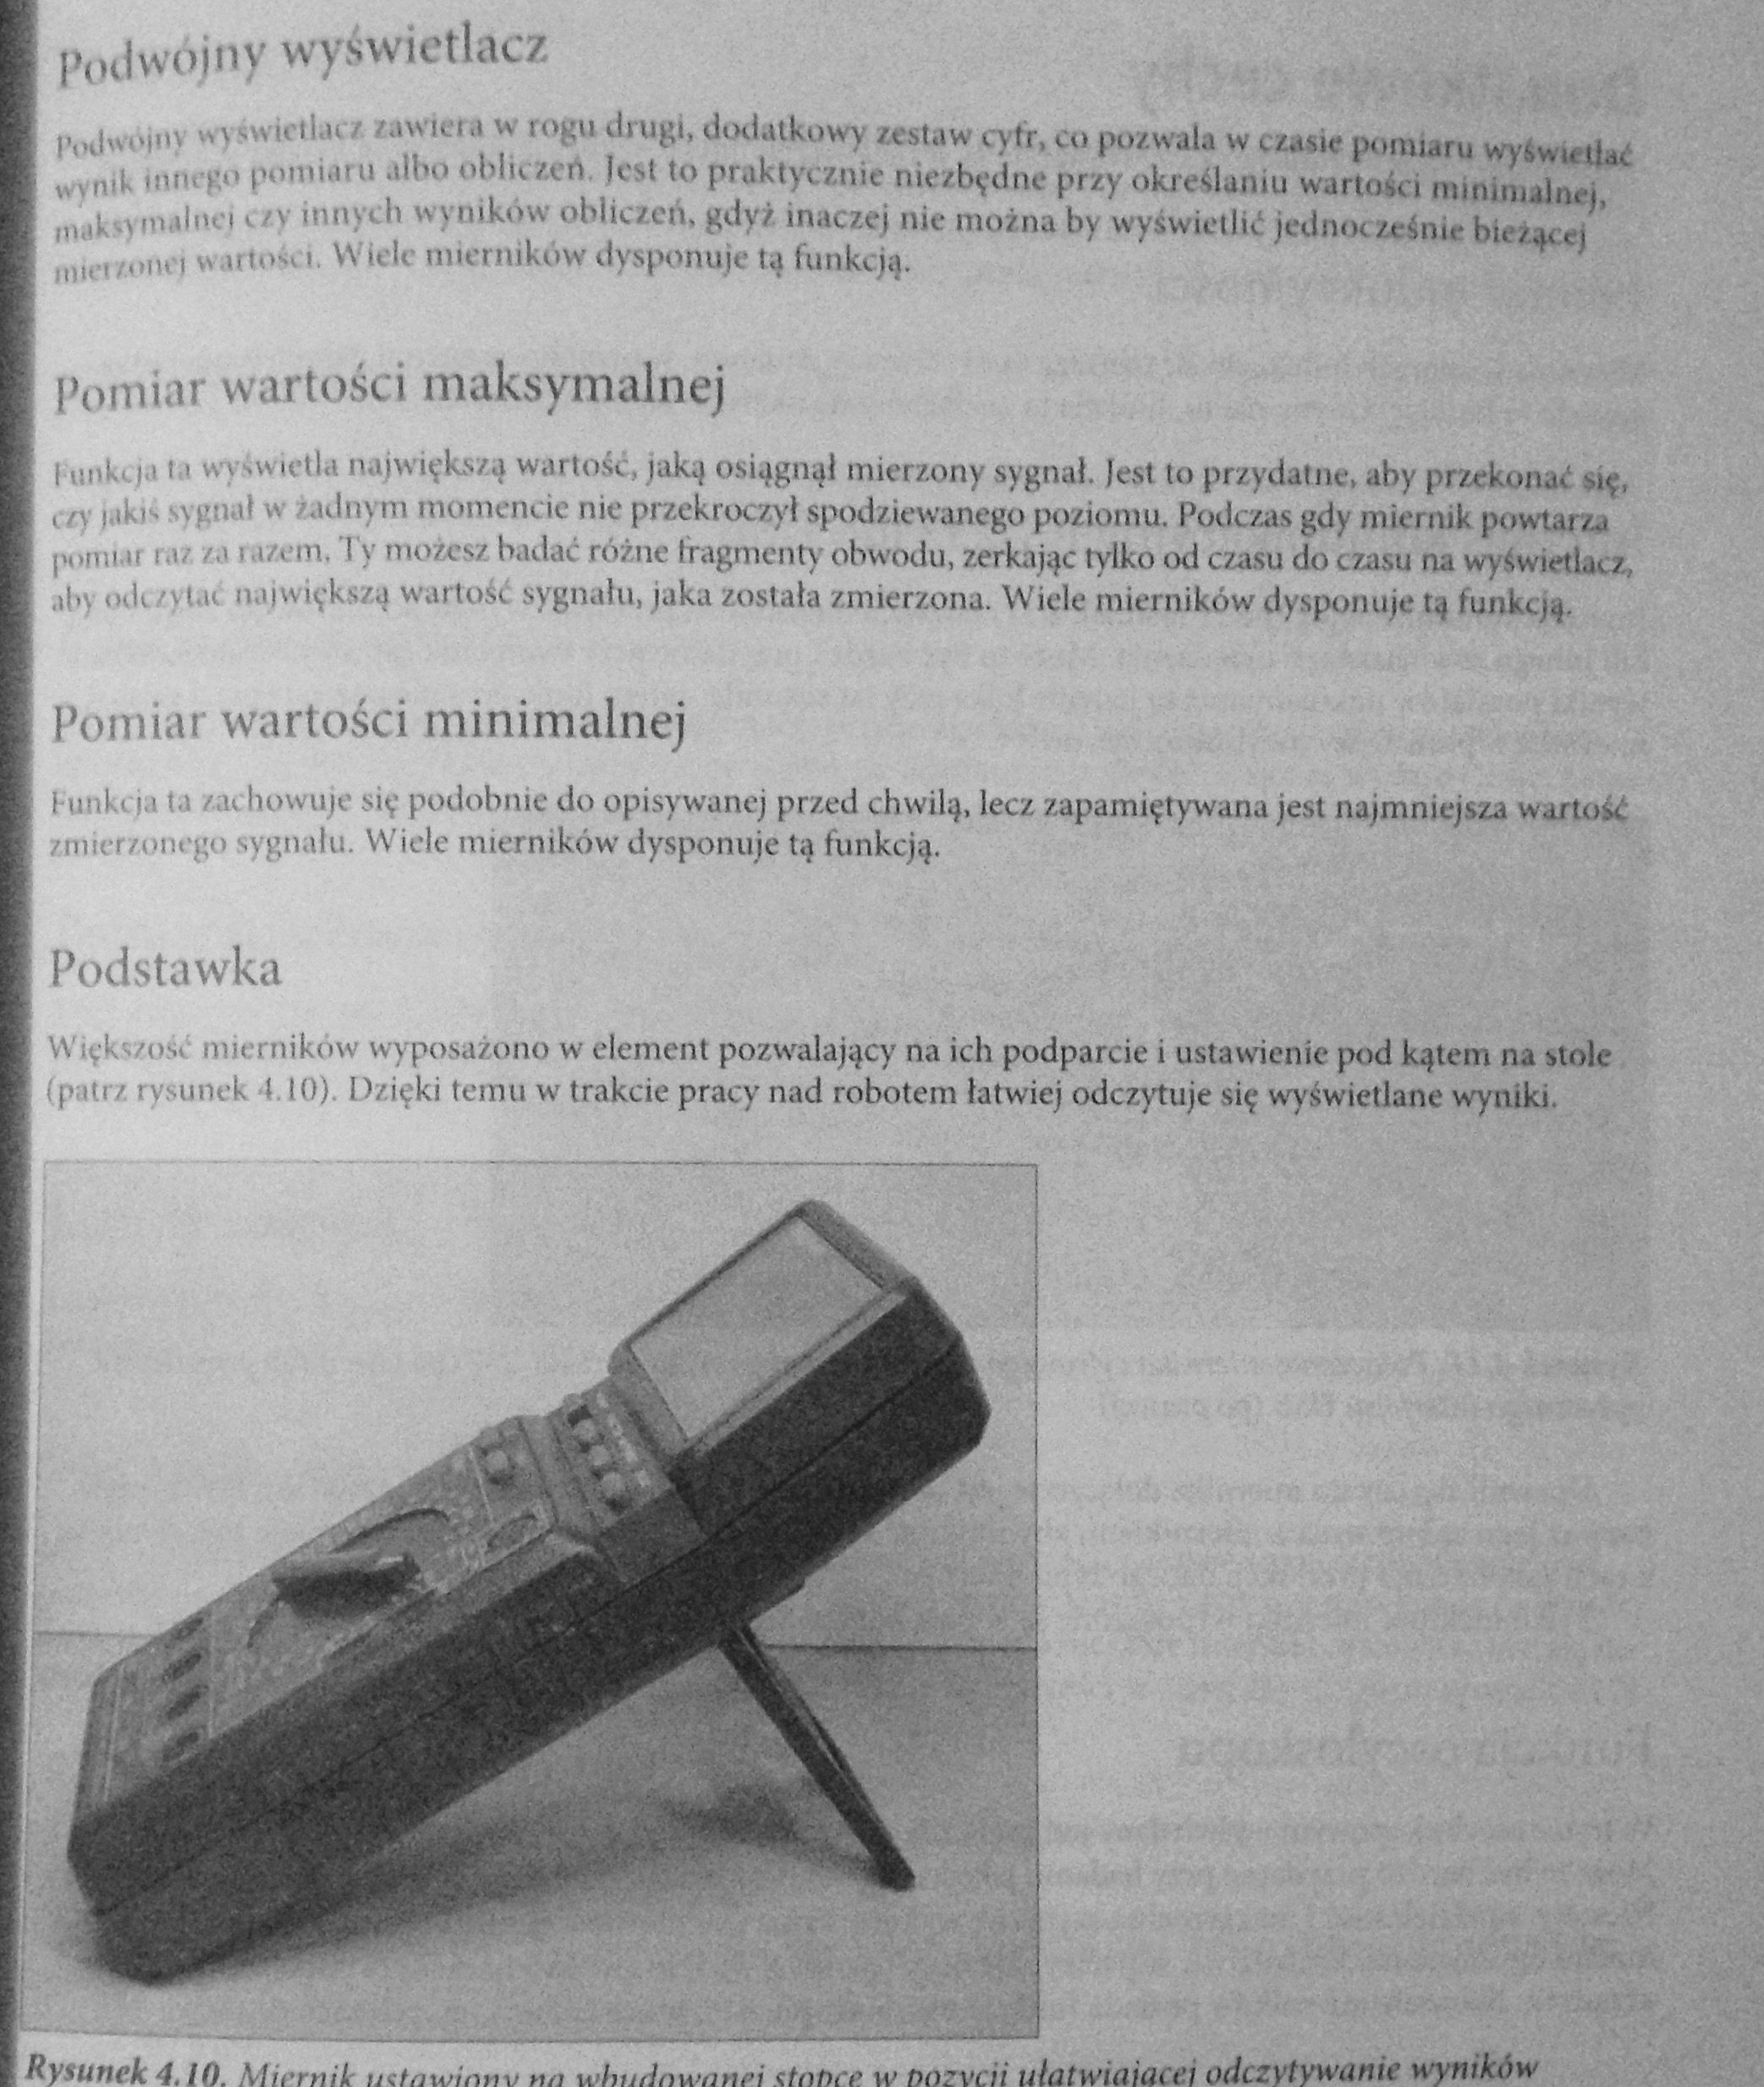 Podwójny wyświetlacz
Podwójny wyświetlacz zawiera w rogu drugi, dodatkowy zestaw cyfr, co pozwala w czasie pomiaru wyświetlać
wynik innego pomiaru albo obliczeń. Jest to praktycznie niezbędne przy określaniu wartości minimalnej,
maksymalnej czy innych wyników obliczeń, gdyż inaczej nie można by wyświetlić jednocześnie bieżącej
mierzonej wartości. Wiele mierników dysponuje tą funkcją.
Pomiar wartości maksymalnej
Funkcja ta wyświetla największą wartość, jaką osiągnął mierzony sygnał. Jest to przydatne, aby przekonać się,
czy jakiś sygnał w żadnym momencie nie przekroczył spodziewanego poziomu. Podczas gdy miernik powtarza
pomiar raz za razem, Ty możesz badać różne fragmenty obwodu, zerkając tylko od czasu do czasu na wyświetlacz,
aby odczytać największą wartość sygnału, jaka została zmierzona. Wiele mierników dysponuje tą funkcją.
Pomiar wartości minimalnej
Funkcja ta zachowuje się podobnie do opisywanej przed chwilą, lecz zapamiętywana jest najmniejsza wartość
zmierzonego sygnału. Wiele mierników dysponuje tą funkcją.
Podstawka
Większość mierników wyposażono w element pozwalający na ich podparcie i ustawienie pod kątem na stole
(patrz rysunek 4.10). Dzięki temu w trakcie pracy nad robotem łatwiej odczytuje się wyświetlane wyniki.
Rysunek 4.10. Miernik ustawiony na wbudowanej stopce w pozycji ułatwiającej odczytywanie wyników